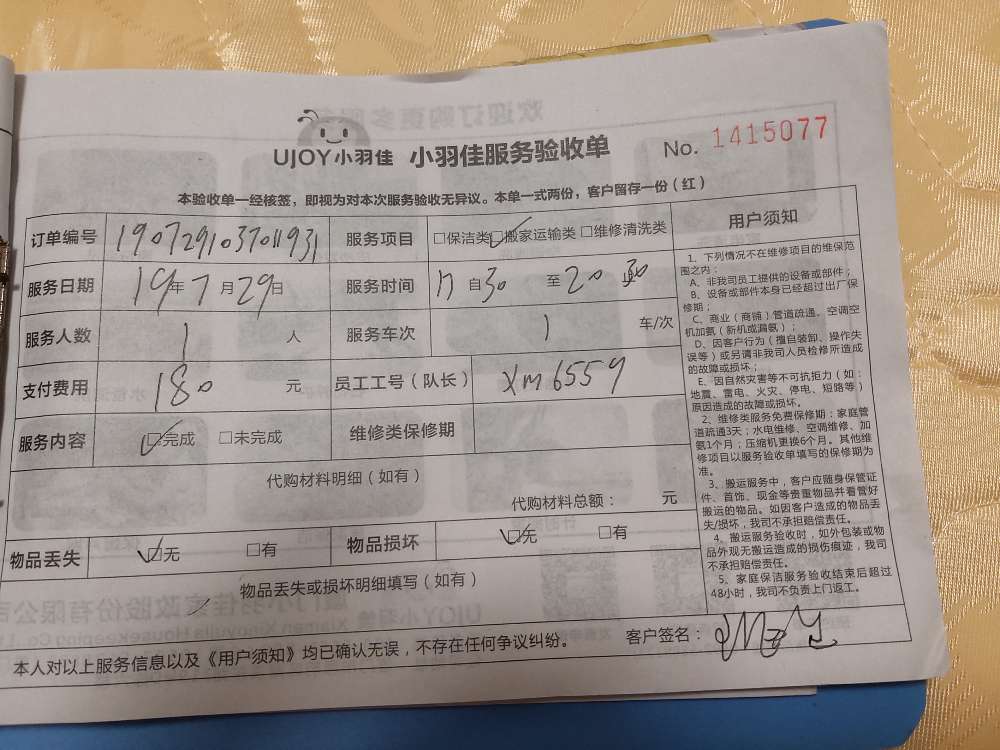 UJOY小羽佳 小羽佳服务验收单 No. 1415077
本验收单一经核签，即视为对本次服务验收无异议。本单一式两份，客户留存一份（红）
订单编号 190729103701931 服务项目 □保洁类 ☑搬家运输类 □维修清洗类
服务日期 19年7月29日 服务时间 17自30 至20 30
服务人数 1 人 服务车次 1 车/次
支付费用 180 元 员工工号（队长） xm6559
服务内容 ☑完成 □未完成 维修类保修期
代购材料明细（如有）
代购材料总额： 元
物品丢失 ☑无 □有 物品损坏 ☑无 □有
物品丢失或损坏明细填写（如有）
本人对以上服务信息以及《用户须知》均已确认无误，不存在任何争议纠纷。 客户签名：
用户须知
1、下列情况不在维修项目的维保范
围之内：
A、非我司员工提供的设备或部件；
B、设备或部件本身已经超过出厂保
修期；
C、商业（商铺）管道疏通、空调空
机加氨（新机或漏氨）；
D、因客户行为（擅自装卸、操作失
误等）或另请非我司人员检修所造成
的故障或损坏；
E、因自然灾害等不可抗拒力（如：
地震、雷电、火灾、停电、短路等）
原因造成的故障或损坏。
2、维修类服务免费保修期：家庭管
道疏通3天；水电维修、空调维修、加
氨1个月；压缩机更换6个月。其他维
修项目以服务验收单填写的保修期为
准。
3、搬运服务中，客户应随身保管证
件、首饰、现金等贵重物品并看管好
搬运的物品。如因客户造成的物品丢
失/损坏，我司不承担赔偿责任。
4、搬运服务验收时，如外包装或物
品外观无搬运造成的损伤痕迹，我司
不承担赔偿责任。
5、家庭保洁服务验收结束后超过
48小时，我司不负责上门返工。